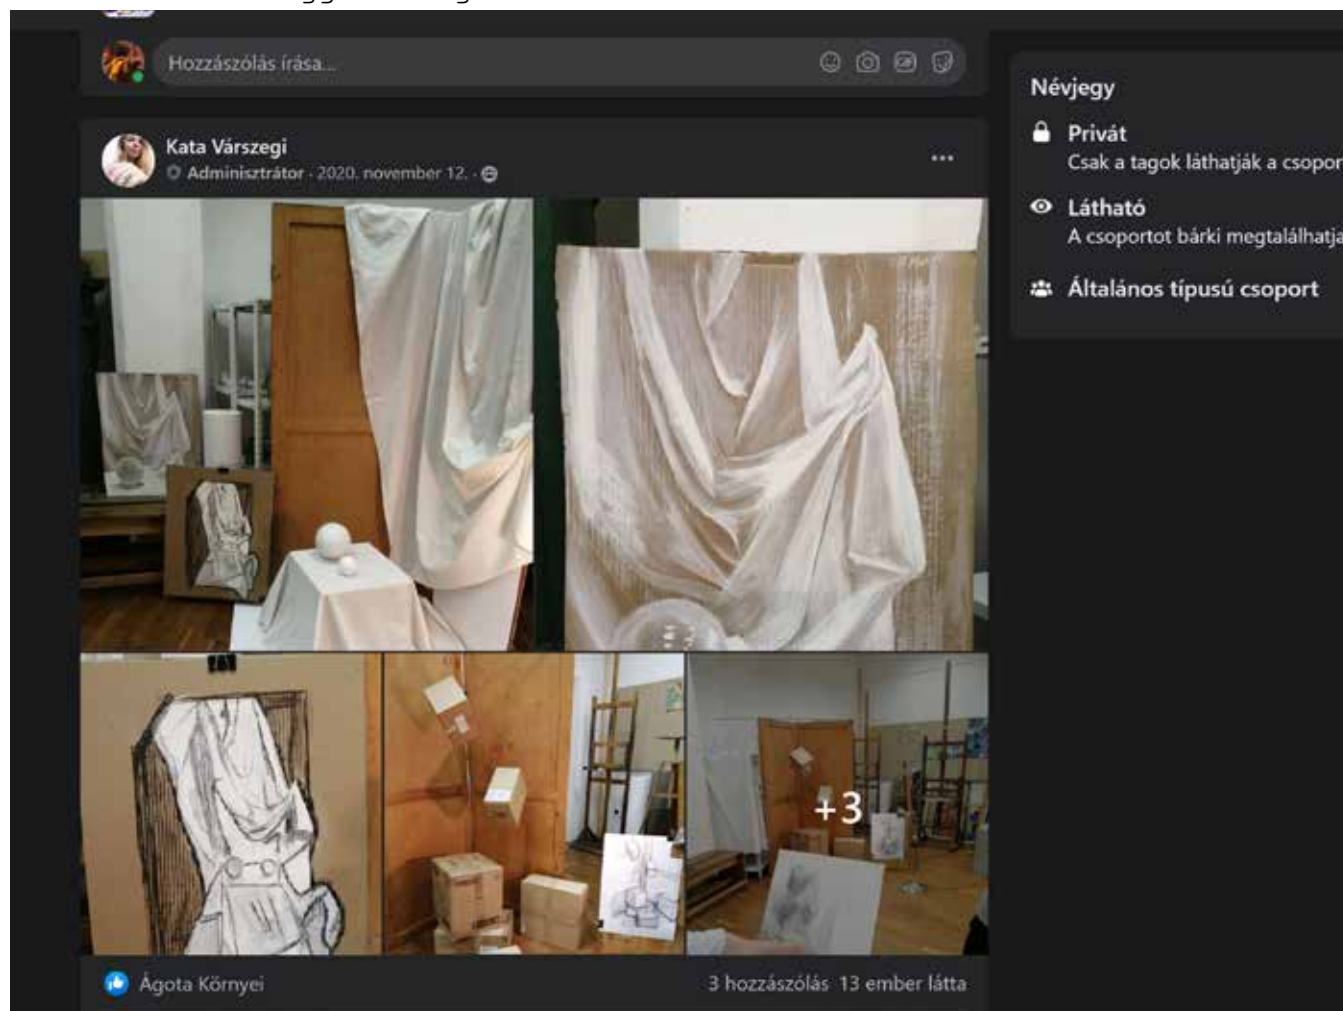 Hozzászólás írása...
GIF
Kata Várszegi
Adminisztrátor · 2020. november 12. ·
+3
Ágota Környei
3 hozzászólás 13 ember látta
Névjegy
Privát
Csak a tagok láthatják a csopor
Látható
A csoportot bárki megtalálhatja
Általános típusú csoport